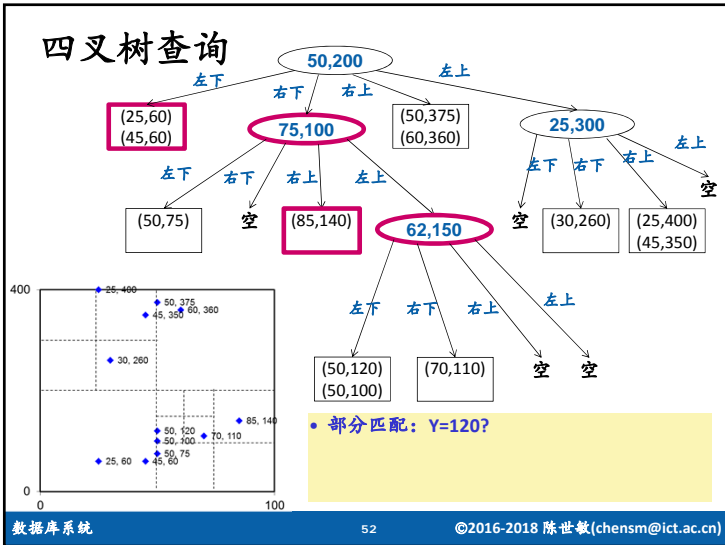 四叉树查询
50,200
左下
右下
右上
左上
(25,60)
(45,60)
75,100
(50,375)
(60,360)
25,300
左下
右下
右上
左上
左下
右下
右上
左上
(50,75)
空
(85,140)
62,150
空
(30,260)
(25,400)
(45,350)
空
左下
右下
右上
左上
(50,120)
(50,100)
(70,110)
空
空
400
25, 400
50, 375
45, 350
60, 360
30, 260
85, 140
50, 120
70, 110
50, 100
50, 75
25, 60
45, 60
0
0
100
• 部分匹配：Y=120?
数据库系统
52
©2016-2018 陈世敏(chensm@ict.ac.cn)